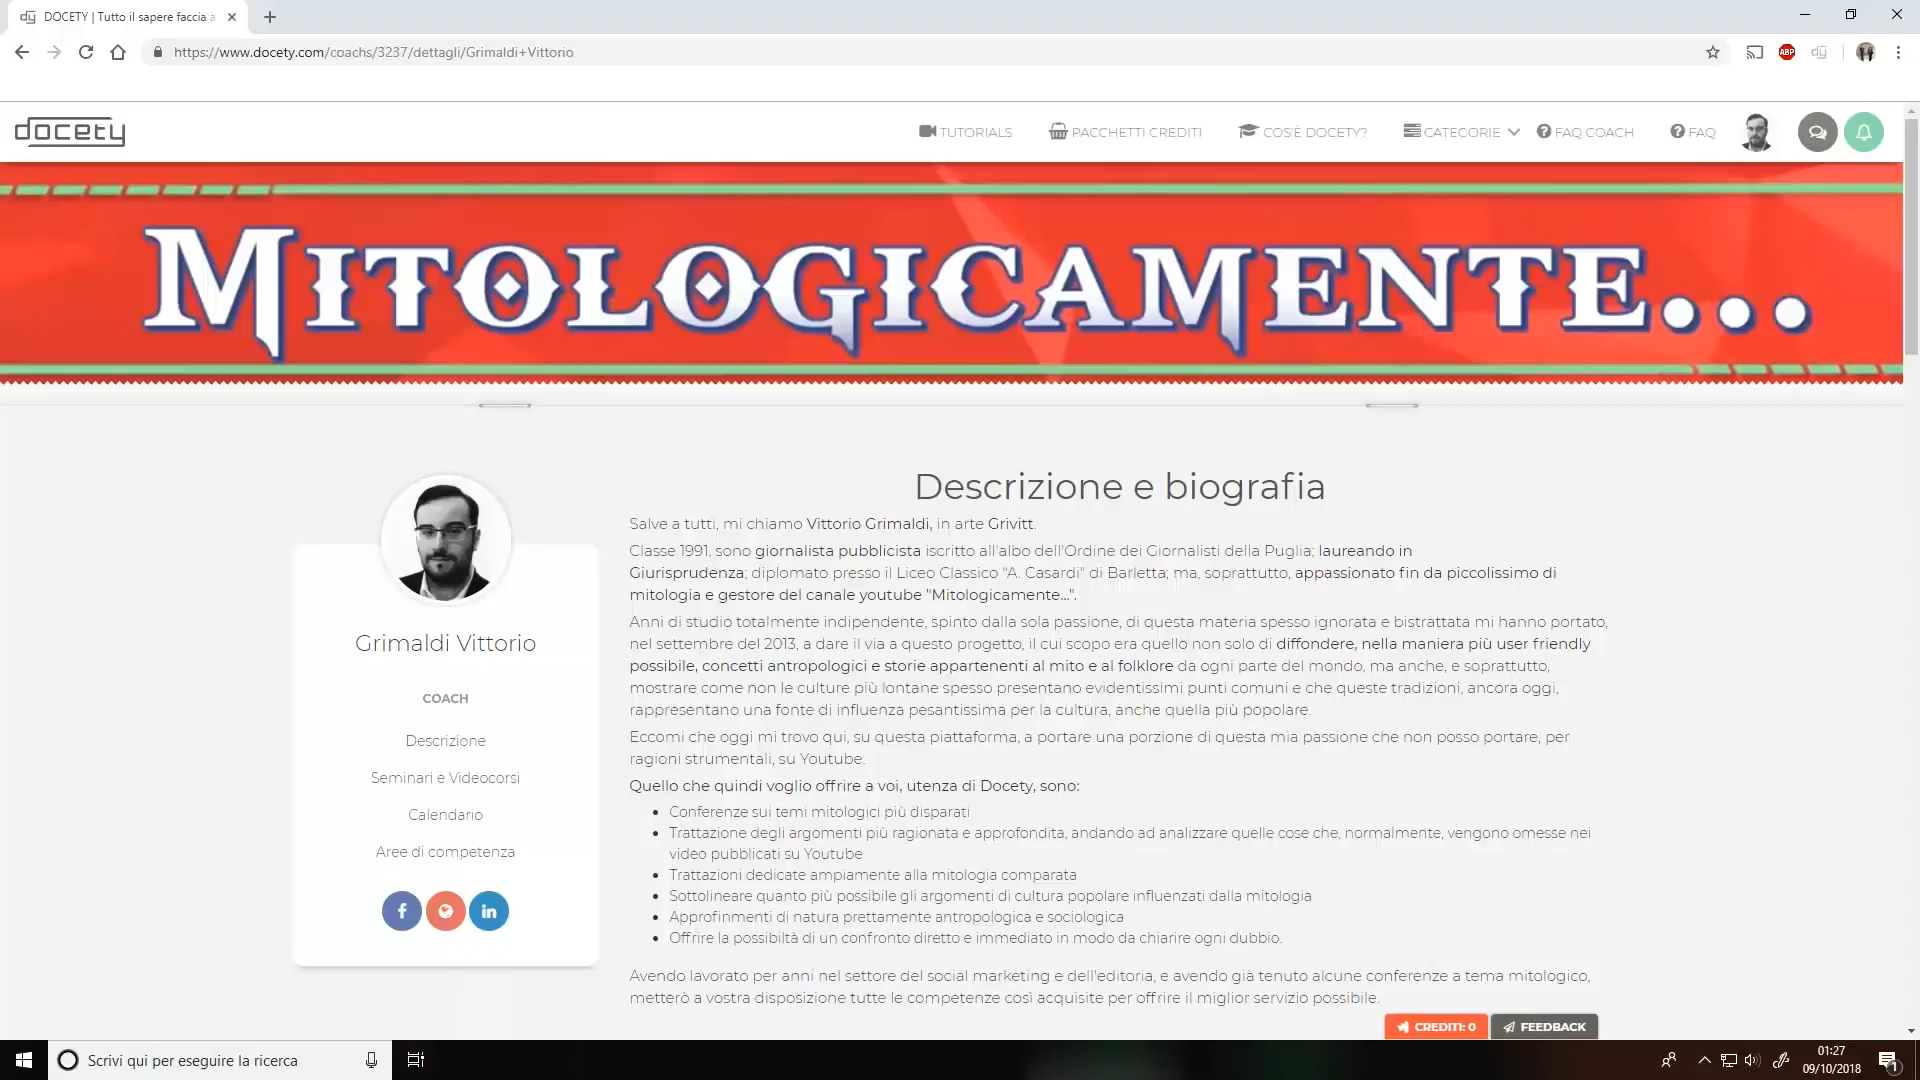 DOCETY | Tutto il sapere faccia a
https://www.docety.com/coachs/3237/dettagli/Grimaldi+Vittorio
ABP
docety
TUTORIALS
PACCHETTI CREDITI
COS'È DOCETY?
CATEGORIE
FAQ COACH
FAQ
MITOLOGICAMENTE...
Grimaldi Vittorio
COACH
Descrizione
Seminari e Videocorsi
Calendario
Aree di competenza
Descrizione e biografia
Salve a tutti, mi chiamo Vittorio Grimaldi, in arte Grivitt.
Classe 1991, sono giornalista pubblicista iscritto all'albo dell'Ordine dei Giornalisti della Puglia; laureando in
Giurisprudenza; diplomato presso il Liceo Classico "A. Casardi" di Barletta; ma, soprattutto, appassionato fin da piccolissimo di
mitologia e gestore del canale youtube "Mitologicamente...".
Anni di studio totalmente indipendente, spinto dalla sola passione, di questa materia spesso ignorata e bistrattata mi hanno portato,
nel settembre del 2013, a dare il via a questo progetto, il cui scopo era quello non solo di diffondere, nella maniera più user friendly
possibile, concetti antropologici e storie appartenenti al mito e al folklore da ogni parte del mondo, ma anche, e soprattutto,
mostrare come non le culture più lontane spesso presentano evidentissimi punti comuni e che queste tradizioni, ancora oggi,
rappresentano una fonte di influenza pesantissima per la cultura, anche quella più popolare.
Eccomi che oggi mi trovo qui, su questa piattaforma, a portare una porzione di questa mia passione che non posso portare, per
ragioni strumentali, su Youtube.
Quello che quindi voglio offrire a voi, utenza di Docety, sono:
Conferenze sui temi mitologici più disparati
Trattazione degli argomenti più ragionata e approfondita, andando ad analizzare quelle cose che, normalmente, vengono omesse nei
video pubblicati su Youtube
Trattazioni dedicate ampiamente alla mitologia comparata
Sottolineare quanto più possibile gli argomenti di cultura popolare influenzati dalla mitologia
Approfinmenti di natura prettamente antropologica e sociologica
Offrire la possibiltà di un confronto diretto e immediato in modo da chiarire ogni dubbio.
Avendo lavorato per anni nel settore del social marketing e dell'editoria, e avendo già tenuto alcune conferenze a tema mitologico,
metterò a vostra disposizione tutte le competenze così acquisite per offrire il miglior servizio possibile.
CREDITI: 0
FEEDBACK
Scrivi qui per eseguire la ricerca
01:27
09/10/2018
1